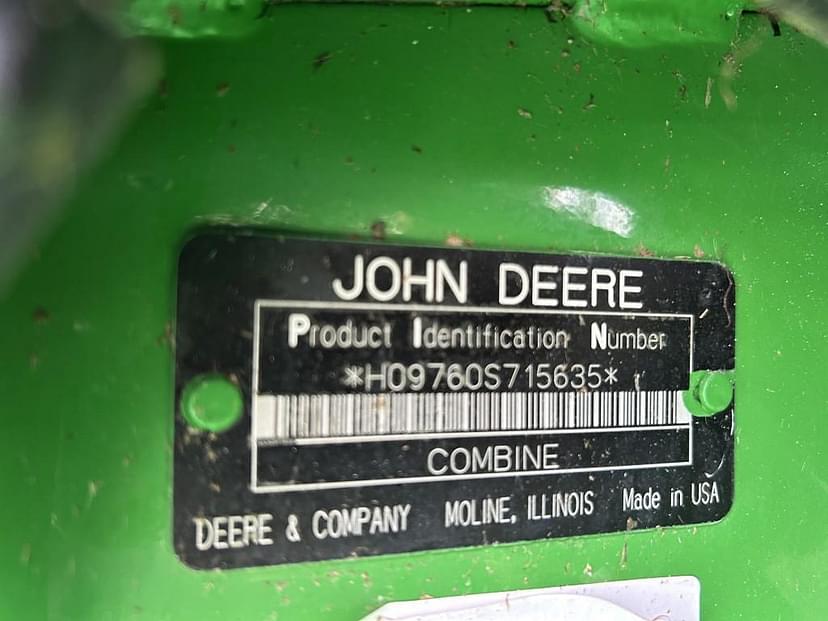 JOHN DEERE
Product Identification Number
*H09760S715635*
COMBINE
DEERE & COMPANY MOLINE, ILLINOIS Made in USA